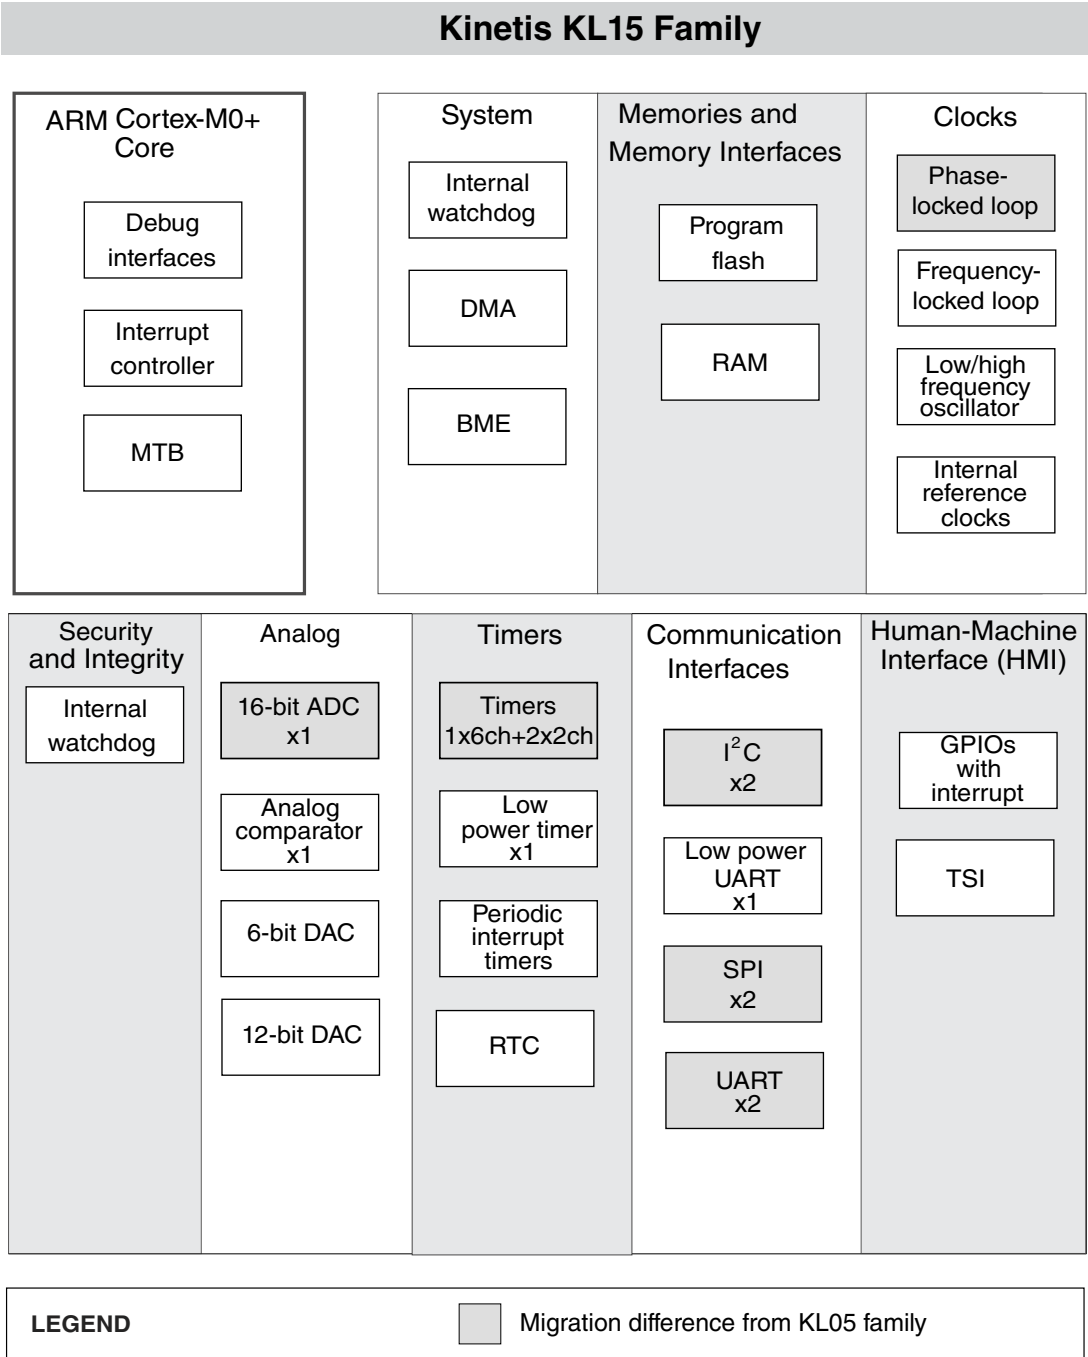 Kinetis KL15 Family
ARM Cortex-M0+
Core
Debug
interfaces
Interrupt
controller
MTB
System
Internal
watchdog
DMA
BME
Memories and
Memory Interfaces
Program
flash
RAM
Clocks
Phase-
locked loop
Frequency-
locked loop
Low/high
frequency
oscillator
Internal
reference
clocks
Security
and Integrity
Internal
watchdog
Analog
16-bit ADC
x1
Analog
comparator
x1
6-bit DAC
12-bit DAC
Timers
Timers
1x6ch+2x2ch
Low
power timer
x1
Periodic
interrupt
timers
RTC
Communication
Interfaces
I²C
x2
Low power
UART
x1
SPI
x2
UART
x2
Human-Machine
Interface (HMI)
GPIOs
with
interrupt
TSI
LEGEND
Migration difference from KL05 family